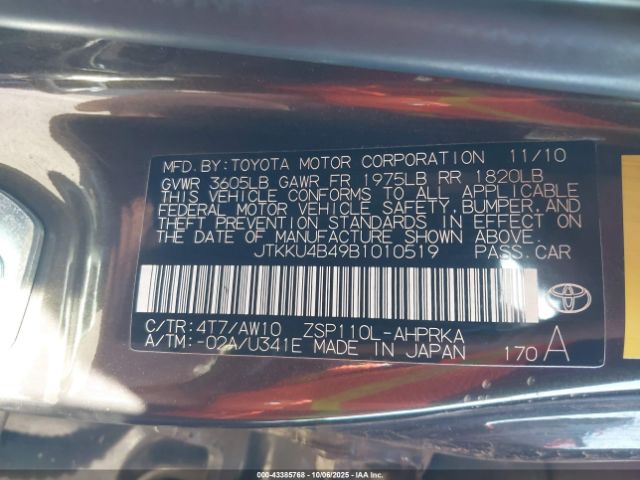 MFD.BY:TOYOTA MOTOR CORPORATION 11/10
GVWR 3605LB GAWR FR 1975LB RR 1820LB
THIS VEHICLE CONFORMS TO ALL APPLICABLE
FEDERAL MOTOR VEHICLE SAFETY,BUMPER,AND
THEFT PREVENTION STANDARDS IN EFFECT ON
THE DATE OF MANUFACTURE SHOWN ABOVE.
JTKKU4B49B1010519 PASS.CAR
C/TR:4T7/AW10 ZSP110L-AHPRKA
A/TM:-02A/U341E MADE IN JAPAN 170 A
000-43385768 - 10/06/2025 - IAAI.COM